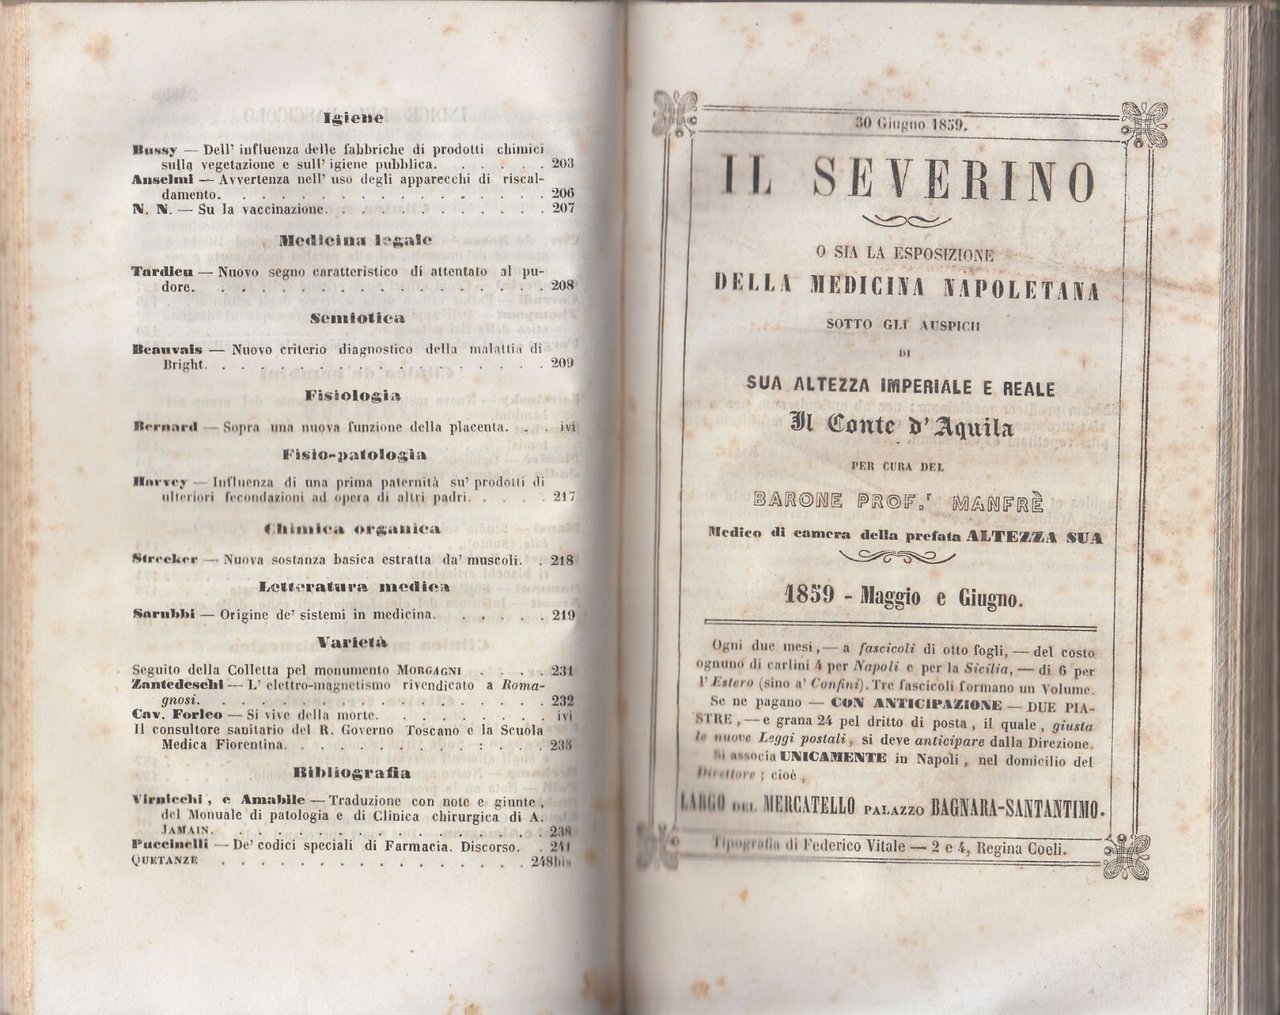 Igiene
Bussy — Dell' influenza delle fabbriche di prodotti chimici
sulla vegetazione e sull' igiene pubblica. . . . . . 203
Anselmi — Avvertenza nell' uso degli apparecchi di riscal-
damento. . . . . . . . . . . . . . . . . 206
N. N. — Su la vaccinazione. . . . . . . . . . . . 207
Medicina legale
Tardieu — Nuovo segno caratteristico di attentato al pu-
dore. . . . . . . . . . . . . . . . . . 208
Semiotica
Beauvais — Nuovo criterio diagnostico della malattia di
Bright. . . . . . . . . . . . . . . . . 209
Fisiologia
Bernard — Sopra una nuova funzione della placenta. . . ivi
Fisio-patologia
Harvey — Influenza di una prima paternità su' prodotti di
ulteriori fecondazioni ad opera di altri padri. . . . . 217
Chimica organica
Strecker — Nuova sostanza basica estratta da' muscoli. . 218
Letteratura medica
Sarubbi — Origine de' sistemi in medicina. . . . . . 219
Varietà
Seguito della Colletta pel monumento MORGAGNI . . . . 231
Zantedeschi — L' elettro-magnetismo rivendicato a Roma-
gnosi. . . . . . . . . . . . . . . . . 232
Cav. Forleo — Si vive della morte. . . . . . . . . ivi
Il consultore sanitario del R. Governo Toscano e la Scuola
Medica Fiorentina. . . . . . . . . . : . . . 235
Bibliografia
Virnicchi, e Amabile — Traduzione con note e giunte,
del Monuale di patologia e di Clinica chirurgica di A.
JAMAIN. . . . . . . . . . . . . . . . . 238
Puccinelli — De' codici speciali di Farmacia. Discorso. . 241
QUETANZE . . . . . . . . . . . . . . . 248bis
30 Giugno 1859.
IL SEVERINO
O SIA LA ESPOSIZIONE
DELLA MEDICINA NAPOLETANA
SOTTO GLI AUSPICII
DI
SUA ALTEZZA IMPERIALE E REALE
Il Conte D'Aquila
PER CURA DEL
BARONE PROF.r MANFRÈ
Medico di camera della prefata ALTEZZA SUA
1859 - Maggio e Giugno.
Ogni due mesi, — a fascicoli di otto fogli, — del costo
ognuno di carlini 4 per Napoli e per la Sicilia, — di 6 per
l'Estero (sino a' Confini). Tre fascicoli formano un Volume.
Se ne pagano — CON ANTICIPAZIONE — DUE PIA-
STRE, — e grana 24 pel dritto di posta, il quale, giusta
le nuove Leggi postali, si deve anticipare dalla Direzione.
Si associa UNICAMENTE in Napoli, nel domicilio del
Direttore; cioè,
LARGO DEL MERCATELLO PALAZZO BAGNARA-SANTANTIMO.
Tipografia di Federico Vitale — 2 e 4, Regina Coeli.